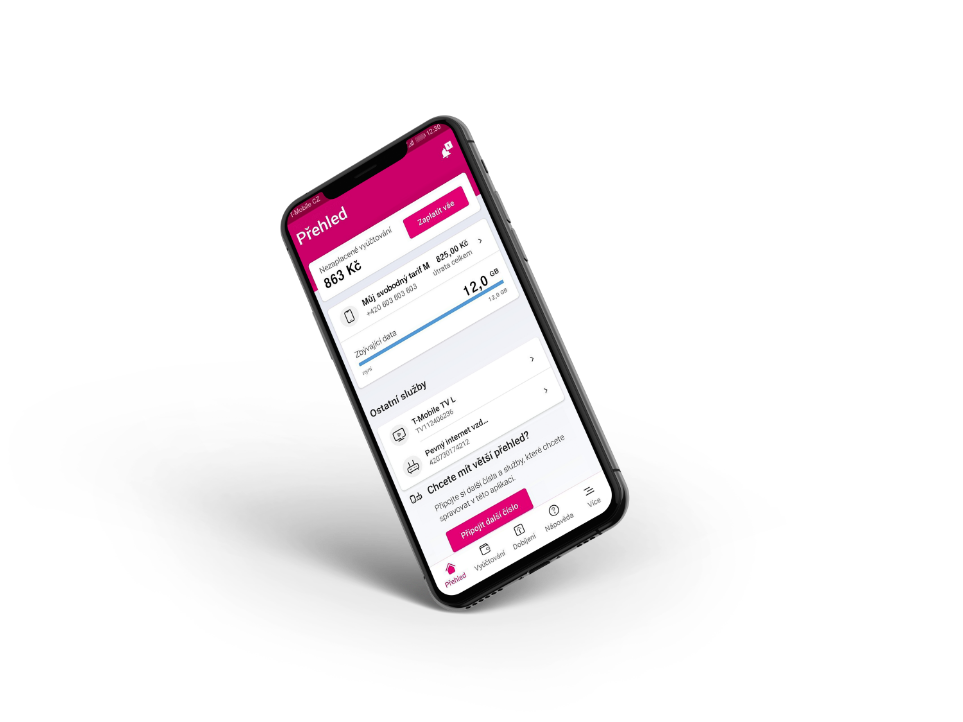 T-Mobile CZ
12:30
Přehled
Nezaplacené vyúčtování
863 Kč
Zaplatit vše
Můj svobodný tarif M
825,00 Kč
+420 603 603 603
Útrata celkem
Zbývající data
12,0 GB
nyní
12,0 GB
Ostatní služby
T-Mobile TV L
TV112406236
Pevný internet vzd...
420730174212
Chcete mít větší přehled?
Připojte si další čísla a služby, které chcete
spravovat v této aplikaci.
Připojit další číslo
Přehled
Vyúčtování
Dobíjení
Nápověda
Více